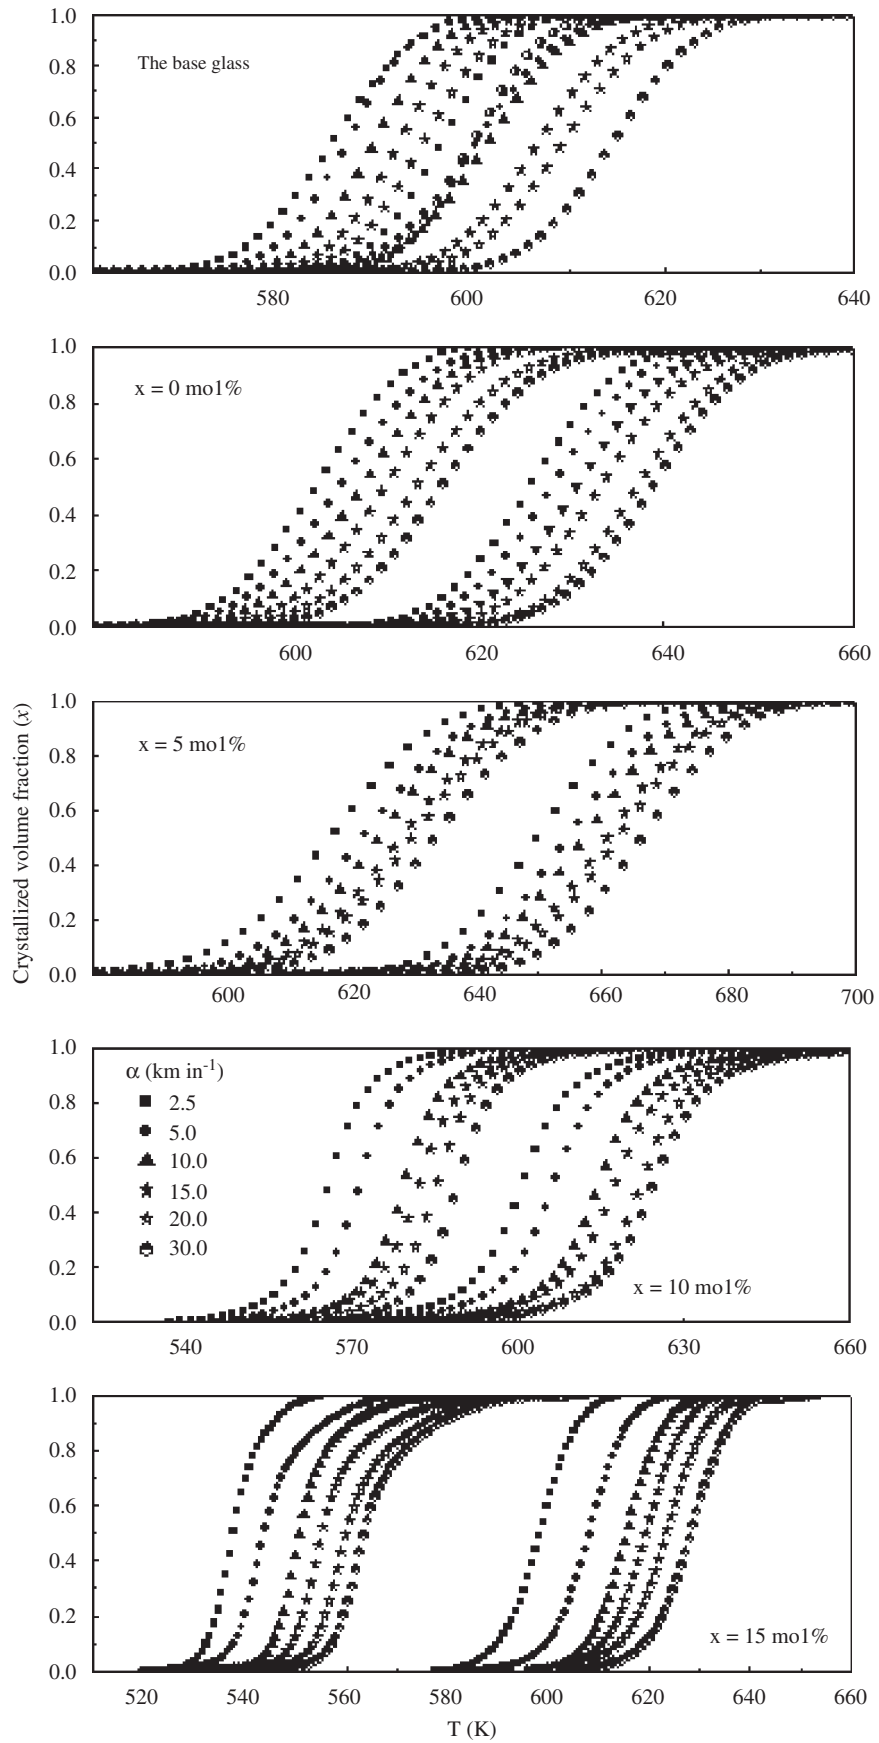 1.0
0.8
0.6
0.4
0.2
0.0
The base glass
580 600 620 640
1.0
0.8
0.6
0.4
0.2
0.0
x = 0 mo1%
600 620 640 660
Crystallized volume fraction (x)
1.0
0.8
0.6
0.4
0.2
0.0
x = 5 mo1%
600 620 640 660 680 700
1.0
0.8
0.6
0.4
0.2
0.0
α (km in-1)
2.5
5.0
10.0
15.0
20.0
30.0
x = 10 mo1%
540 570 600 630 660
1.0
0.8
0.6
0.4
0.2
0.0
x = 15 mo1%
520 540 560 580 600 620 640 660
T (K)